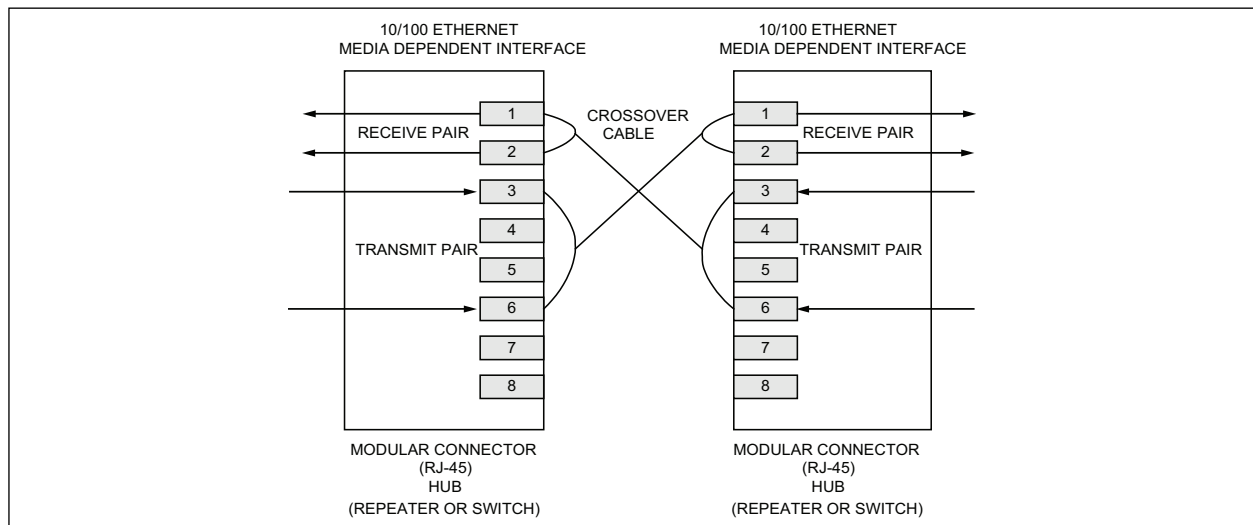 10/100 ETHERNET
MEDIA DEPENDENT INTERFACE
10/100 ETHERNET
MEDIA DEPENDENT INTERFACE
1
RECEIVE PAIR
2
3
4
TRANSMIT PAIR
5
6
7
8
CROSSOVER
CABLE
1
RECEIVE PAIR
2
3
4
TRANSMIT PAIR
5
6
7
8
MODULAR CONNECTOR
(RJ-45)
HUB
(REPEATER OR SWITCH)
MODULAR CONNECTOR
(RJ-45)
HUB
(REPEATER OR SWITCH)